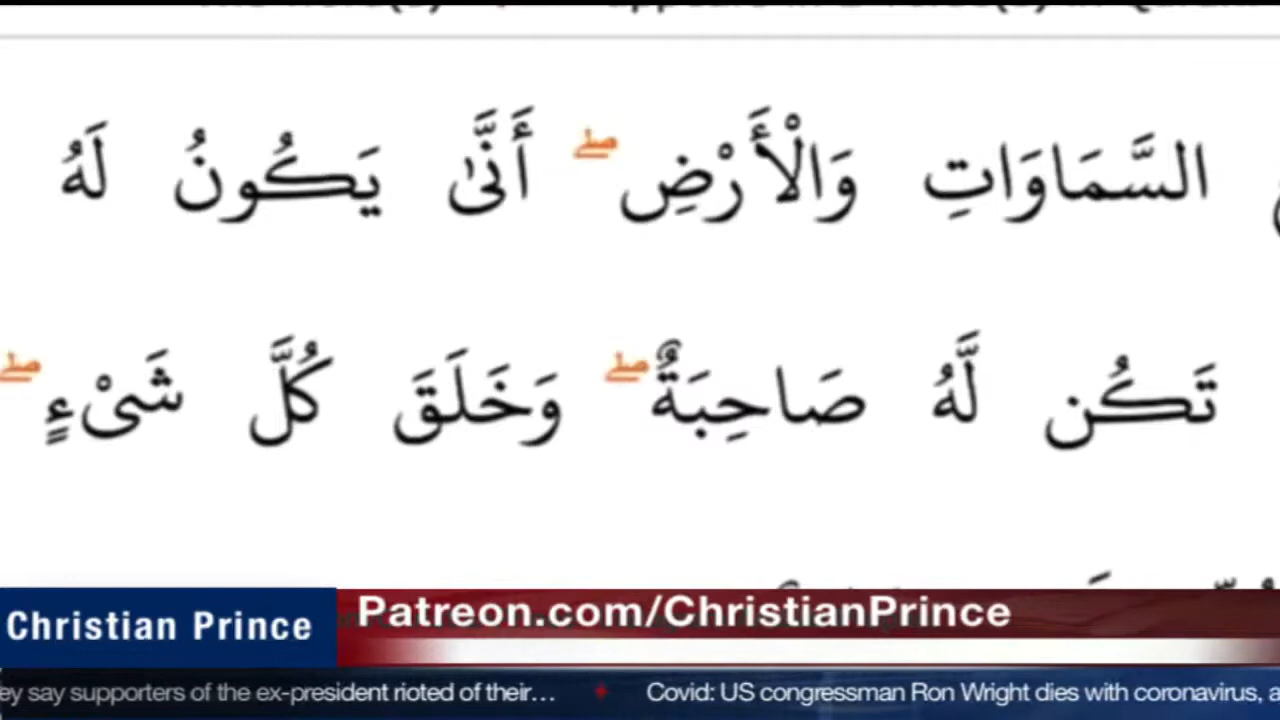 السَّمَاوَاتِ وَالْأَرْضِ ۖ أَنَّىٰ يَكُونُ لَهُ
تَكُن لَّهُ صَاحِبَةٌ ۖ وَخَلَقَ كُلَّ شَيْءٍ ۖ
Christian Prince
Patreon.com/ChristianPrince
ey say supporters of the ex-president rioted of their… Covid: US congressman Ron Wright dies with coronavirus, a